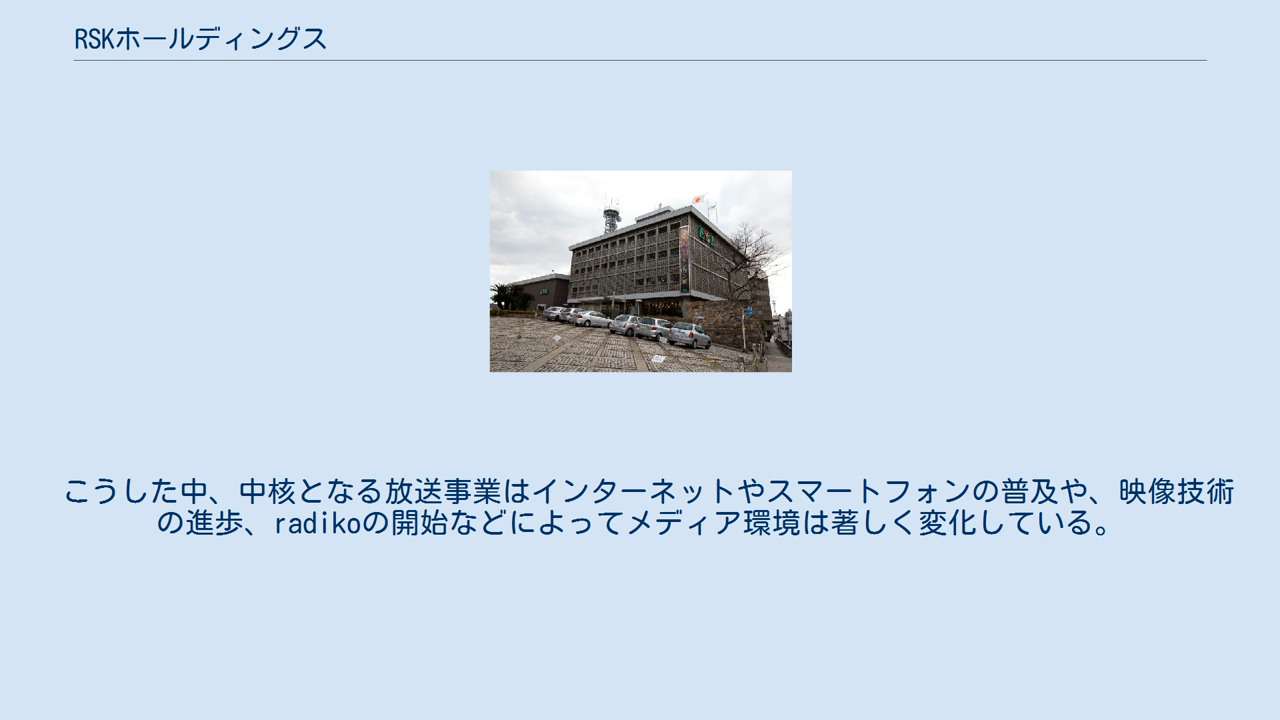 RSKホールディングス
こうした中、中核となる放送事業はインターネットやスマートフォンの普及や、映像技術
の進歩、radikoの開始などによってメディア環境は著しく変化している。